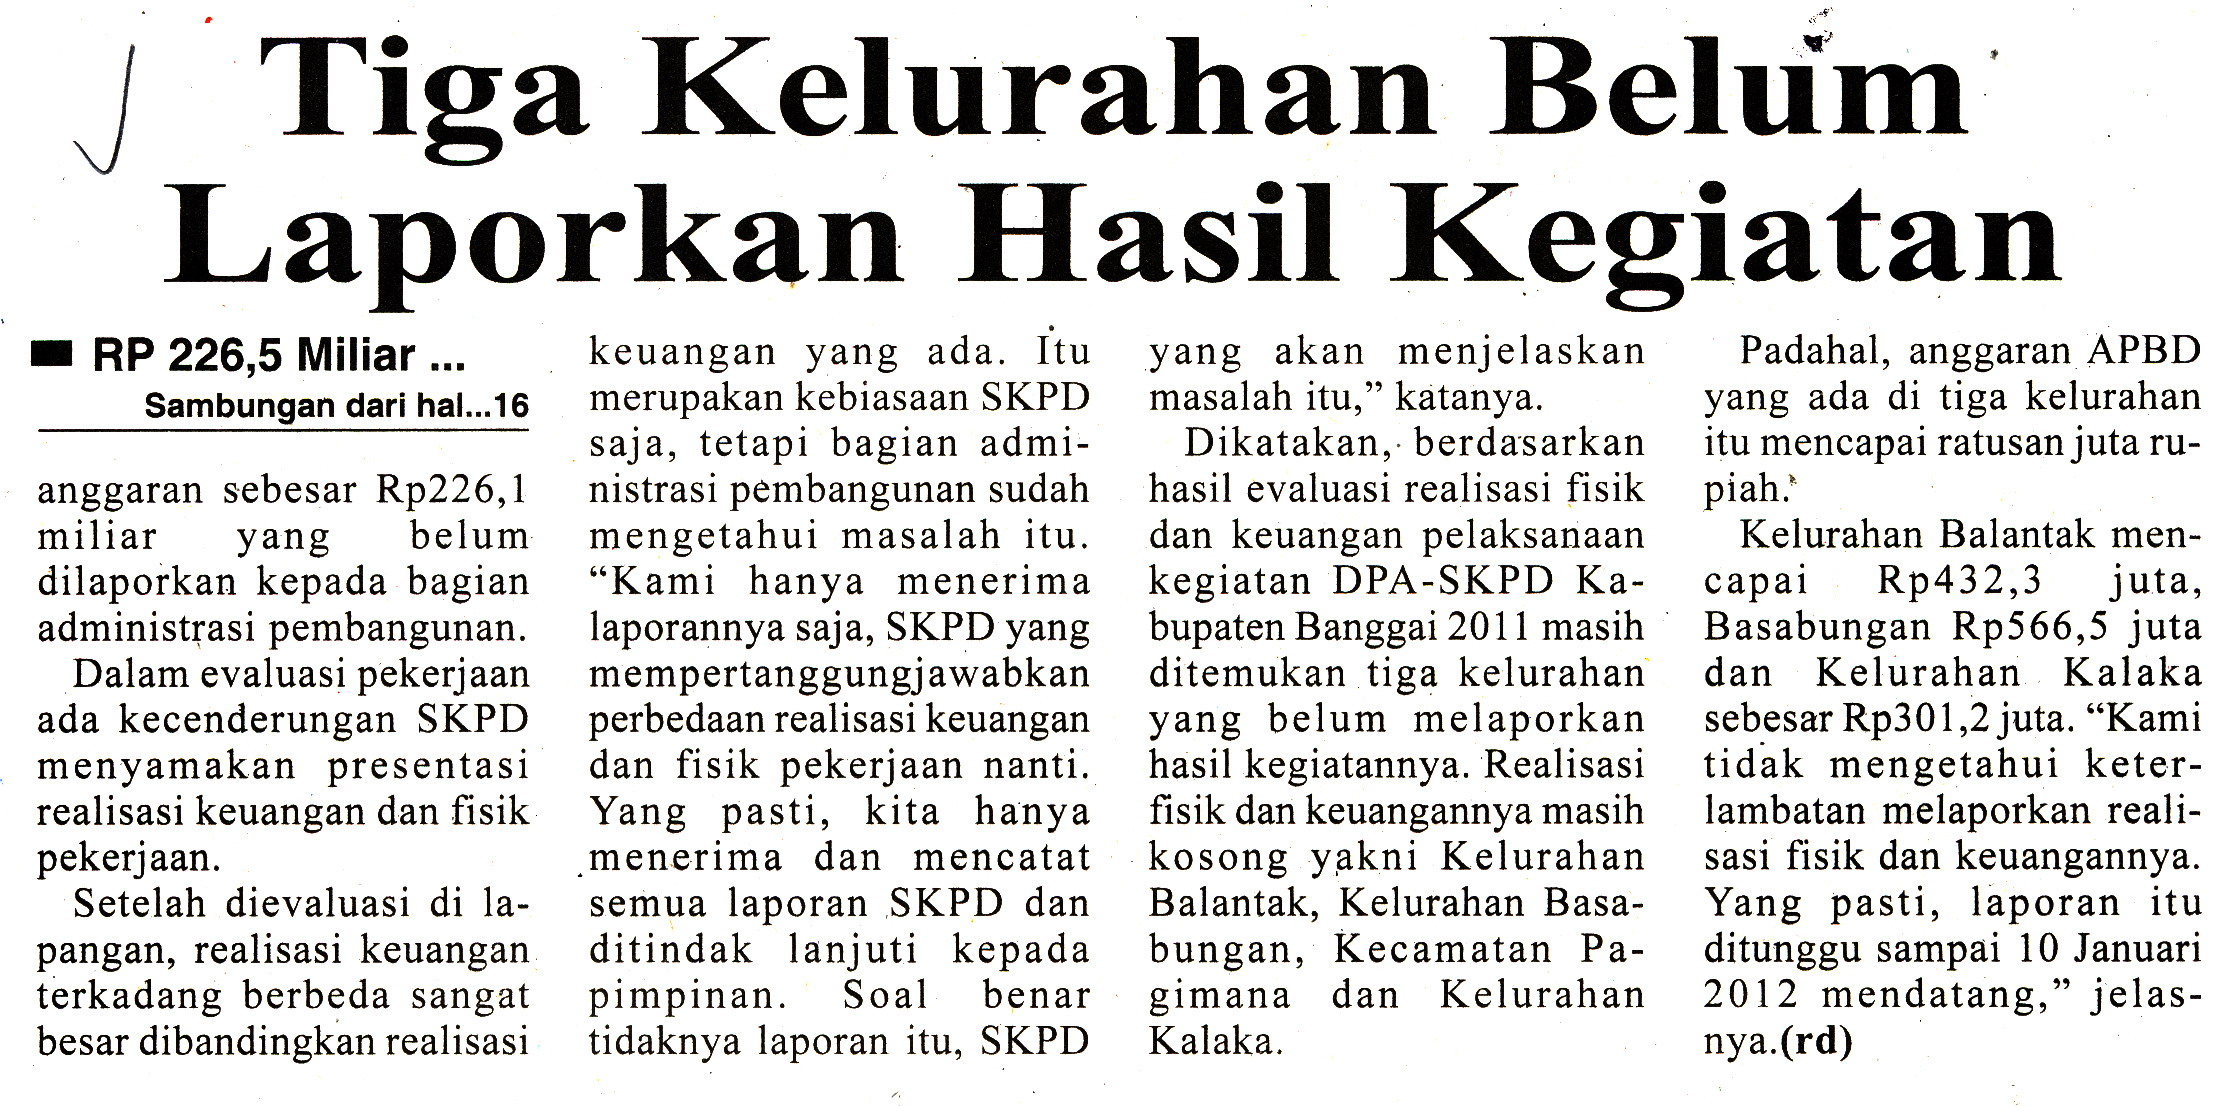 Tiga Kelurahan Belum
Laporkan Hasil Kegiatan
RP 226,5 Miliar ...
Sambungan dari hal...16
anggaran sebesar Rp226,1
miliar yang belum
dilaporkan kepada bagian
administrasi pembangunan.
Dalam evaluasi pekerjaan
ada kecenderungan SKPD
menyamakan presentasi
realisasi keuangan dan fisik
pekerjaan.
Setelah dievaluasi di la-
pangan, realisasi keuangan
terkadang berbeda sangat
besar dibandingkan realisasi
keuangan yang ada. Itu
merupakan kebiasaan SKPD
saja, tetapi bagian admi-
nistrasi pembangunan sudah
mengetahui masalah itu.
“Kami hanya menerima
laporannya saja, SKPD yang
mempertanggungjawabkan
perbedaan realisasi keuangan
dan fisik pekerjaan nanti.
Yang pasti, kita hanya
menerima dan mencatat
semua laporan SKPD dan
ditindak lanjuti kepada
pimpinan. Soal benar
tidaknya laporan itu, SKPD
yang akan menjelaskan
masalah itu,” katanya.
Dikatakan, berdasarkan
hasil evaluasi realisasi fisik
dan keuangan pelaksanaan
kegiatan DPA-SKPD Ka-
bupaten Banggai 2011 masih
ditemukan tiga kelurahan
yang belum melaporkan
hasil kegiatannya. Realisasi
fisik dan keuangannya masih
kosong yakni Kelurahan
Balantak, Kelurahan Basa-
bungan, Kecamatan Pa-
gimana dan Kelurahan
Kalaka.
Padahal, anggaran APBD
yang ada di tiga kelurahan
itu mencapai ratusan juta ru-
piah.
Kelurahan Balantak men-
capai Rp432,3 juta,
Basabungan Rp566,5 juta
dan Kelurahan Kalaka
sebesar Rp301,2 juta. “Kami
tidak mengetahui keter-
lambatan melaporkan reali-
sasi fisik dan keuangannya.
Yang pasti, laporan itu
ditunggu sampai 10 Januari
2012 mendatang,” jelas-
nya.(rd)